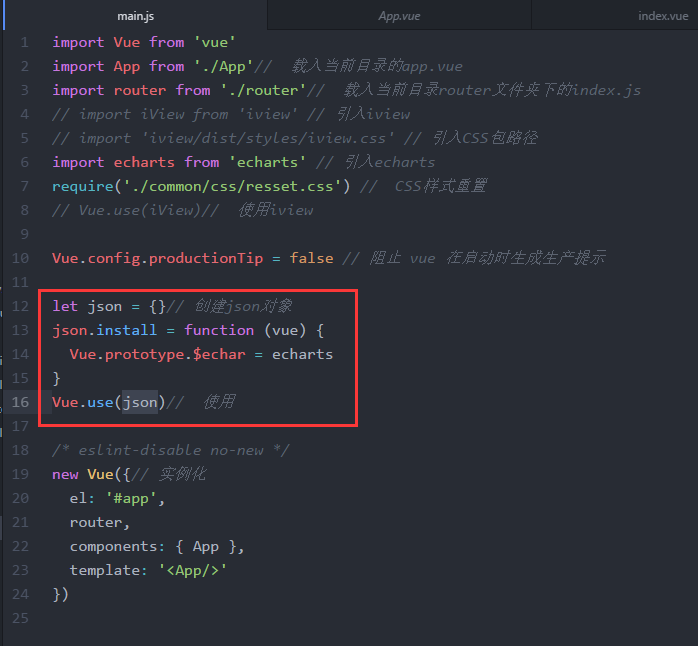 main.js App.vue index.vue
1 import Vue from 'vue'
2 import App from './App'// 载入当前目录的app.vue
3 import router from './router'// 载入当前目录router文件夹下的index.js
4 // import iView from 'iview' // 引入iview
5 // import 'iview/dist/styles/iview.css' // 引入CSS包路径
6 import echarts from 'echarts' // 引入echarts
7 require('./common/css/resset.css') // CSS样式重置
8 // Vue.use(iView)// 使用iview
9
10 Vue.config.productionTip = false // 阻止 vue 在启动时生成生产提示
11
12 let json = {}// 创建json对象
13 json.install = function (vue) {
14   Vue.prototype.$echar = echarts
15 }
16 Vue.use(json)// 使用
17
18 /* eslint-disable no-new */
19 new Vue({// 实例化
20   el: '#app',
21   router,
22   components: { App },
23   template: '<App/>'
24 })
25